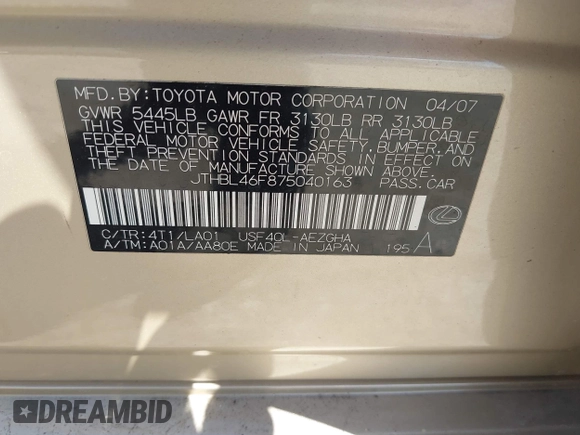 MFD. BY: TOYOTA MOTOR CORPORATION 04/07
GVWR 5445LB GAWR FR 3130LB RR 3130LB
THIS VEHICLE CONFORMS TO ALL APPLICABLE
FEDERAL MOTOR VEHICLE SAFETY, BUMPER, AND
THEFT PREVENTION STANDARDS IN EFFECT ON
THE DATE OF MANUFACTURE SHOWN ABOVE.
JTHBL46F875040163 PASS. CAR
C/TR: 4T1/LA01 USF40L-AEZGHA
A/TM: A01A/AA80E MADE IN JAPAN 195 A
DREAMBID